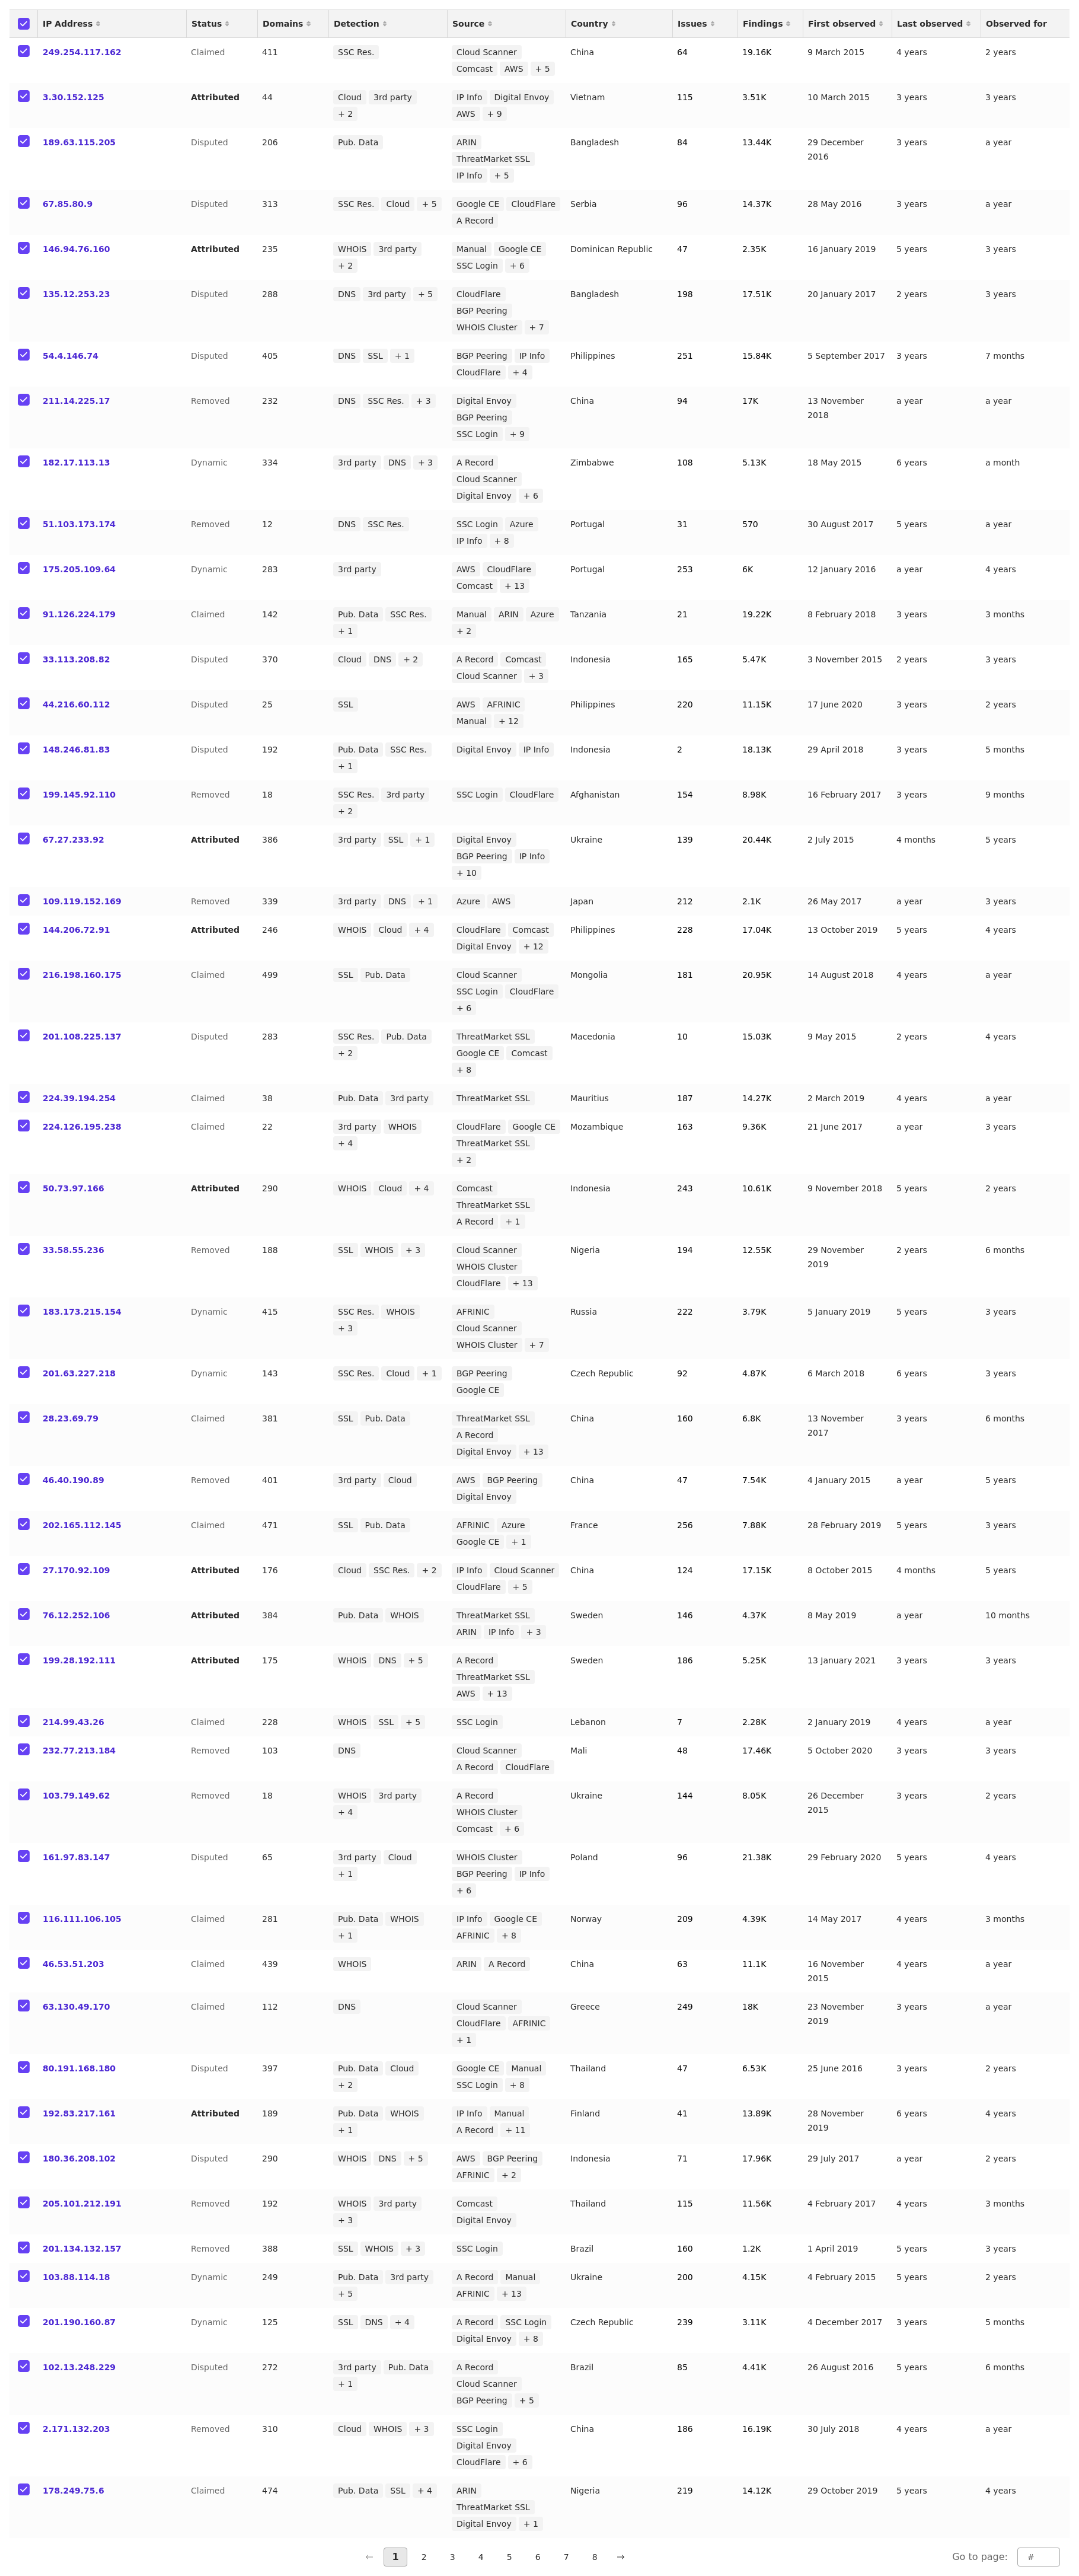 IP Address Status Domains Detection Source Country Issues Findings First observed Last observed Observed for
249.254.117.162 Claimed 411 SSC Res. Cloud Scanner China 64 19.16K 9 March 2015 4 years 2 years
Comcast AWS + 5
3.30.152.125 Attributed 44 Cloud 3rd party IP Info Digital Envoy Vietnam 115 3.51K 10 March 2015 3 years 3 years
+ 2 AWS + 9
189.63.115.205 Disputed 206 Pub. Data ARIN Bangladesh 84 13.44K 29 December 3 years a year
ThreatMarket SSL 2016
IP Info + 5
67.85.80.9 Disputed 313 SSC Res. Cloud + 5 Google CE CloudFlare Serbia 96 14.37K 28 May 2016 3 years a year
A Record
146.94.76.160 Attributed 235 WHOIS 3rd party Manual Google CE Dominican Republic 47 2.35K 16 January 2019 5 years 3 years
+ 2 SSC Login + 6
135.12.253.23 Disputed 288 DNS 3rd party + 5 CloudFlare Bangladesh 198 17.51K 20 January 2017 2 years 3 years
BGP Peering
WHOIS Cluster + 7
54.4.146.74 Disputed 405 DNS SSL + 1 BGP Peering IP Info Philippines 251 15.84K 5 September 2017 3 years 7 months
CloudFlare + 4
211.14.225.17 Removed 232 DNS SSC Res. + 3 Digital Envoy China 94 17K 13 November a year a year
BGP Peering 2018
SSC Login + 9
182.17.113.13 Dynamic 334 3rd party DNS + 3 A Record Zimbabwe 108 5.13K 18 May 2015 6 years a month
Cloud Scanner
Digital Envoy + 6
51.103.173.174 Removed 12 DNS SSC Res. SSC Login Azure Portugal 31 570 30 August 2017 5 years a year
IP Info + 8
175.205.109.64 Dynamic 283 3rd party AWS CloudFlare Portugal 253 6K 12 January 2016 a year 4 years
Comcast + 13
91.126.224.179 Claimed 142 Pub. Data SSC Res. Manual ARIN Azure Tanzania 21 19.22K 8 February 2018 3 years 3 months
+ 1 + 2
33.113.208.82 Disputed 370 Cloud DNS + 2 A Record Comcast Indonesia 165 5.47K 3 November 2015 2 years 3 years
Cloud Scanner + 3
44.216.60.112 Disputed 25 SSL AWS AFRINIC Philippines 220 11.15K 17 June 2020 3 years 2 years
Manual + 12
148.246.81.83 Disputed 192 Pub. Data SSC Res. Digital Envoy IP Info Indonesia 2 18.13K 29 April 2018 3 years 5 months
+ 1
199.145.92.110 Removed 18 SSC Res. 3rd party SSC Login CloudFlare Afghanistan 154 8.98K 16 February 2017 3 years 9 months
+ 2
67.27.233.92 Attributed 386 3rd party SSL + 1 Digital Envoy Ukraine 139 20.44K 2 July 2015 4 months 5 years
BGP Peering IP Info
+ 10
109.119.152.169 Removed 339 3rd party DNS + 1 Azure AWS Japan 212 2.1K 26 May 2017 a year 3 years
144.206.72.91 Attributed 246 WHOIS Cloud + 4 CloudFlare Comcast Philippines 228 17.04K 13 October 2019 5 years 4 years
Digital Envoy + 12
216.198.160.175 Claimed 499 SSL Pub. Data Cloud Scanner Mongolia 181 20.95K 14 August 2018 4 years a year
SSC Login CloudFlare
+ 6
201.108.225.137 Disputed 283 SSC Res. Pub. Data ThreatMarket SSL Macedonia 10 15.03K 9 May 2015 2 years 4 years
+ 2 Google CE Comcast
+ 8
224.39.194.254 Claimed 38 Pub. Data 3rd party ThreatMarket SSL Mauritius 187 14.27K 2 March 2019 4 years a year
224.126.195.238 Claimed 22 3rd party WHOIS CloudFlare Google CE Mozambique 163 9.36K 21 June 2017 a year 3 years
+ 4 ThreatMarket SSL
+ 2
50.73.97.166 Attributed 290 WHOIS Cloud + 4 Comcast Indonesia 243 10.61K 9 November 2018 5 years 2 years
ThreatMarket SSL
A Record + 1
33.58.55.236 Removed 188 SSL WHOIS + 3 Cloud Scanner Nigeria 194 12.55K 29 November 2 years 6 months
WHOIS Cluster 2019
CloudFlare + 13
183.173.215.154 Dynamic 415 SSC Res. WHOIS AFRINIC Russia 222 3.79K 5 January 2019 5 years 3 years
+ 3 Cloud Scanner
WHOIS Cluster + 7
201.63.227.218 Dynamic 143 SSC Res. Cloud + 1 BGP Peering Czech Republic 92 4.87K 6 March 2018 6 years 3 years
Google CE
28.23.69.79 Claimed 381 SSL Pub. Data ThreatMarket SSL China 160 6.8K 13 November 3 years 6 months
A Record 2017
Digital Envoy + 13
46.40.190.89 Removed 401 3rd party Cloud AWS BGP Peering China 47 7.54K 4 January 2015 a year 5 years
Digital Envoy
202.165.112.145 Claimed 471 SSL Pub. Data AFRINIC Azure France 256 7.88K 28 February 2019 5 years 3 years
Google CE + 1
27.170.92.109 Attributed 176 Cloud SSC Res. + 2 IP Info Cloud Scanner China 124 17.15K 8 October 2015 4 months 5 years
CloudFlare + 5
76.12.252.106 Attributed 384 Pub. Data WHOIS ThreatMarket SSL Sweden 146 4.37K 8 May 2019 a year 10 months
ARIN IP Info + 3
199.28.192.111 Attributed 175 WHOIS DNS + 5 A Record Sweden 186 5.25K 13 January 2021 3 years 3 years
ThreatMarket SSL
AWS + 13
214.99.43.26 Claimed 228 WHOIS SSL + 5 SSC Login Lebanon 7 2.28K 2 January 2019 4 years a year
232.77.213.184 Removed 103 DNS Cloud Scanner Mali 48 17.46K 5 October 2020 3 years 3 years
A Record CloudFlare
103.79.149.62 Removed 18 WHOIS 3rd party A Record Ukraine 144 8.05K 26 December 3 years 2 years
+ 4 WHOIS Cluster 2015
Comcast + 6
161.97.83.147 Disputed 65 3rd party Cloud WHOIS Cluster Poland 96 21.38K 29 February 2020 5 years 4 years
+ 1 BGP Peering IP Info
+ 6
116.111.106.105 Claimed 281 Pub. Data WHOIS IP Info Google CE Norway 209 4.39K 14 May 2017 4 years 3 months
+ 1 AFRINIC + 8
46.53.51.203 Claimed 439 WHOIS ARIN A Record China 63 11.1K 16 November 4 years a year
2015
63.130.49.170 Claimed 112 DNS Cloud Scanner Greece 249 18K 23 November 3 years a year
CloudFlare AFRINIC 2019
+ 1
80.191.168.180 Disputed 397 Pub. Data Cloud Google CE Manual Thailand 47 6.53K 25 June 2016 3 years 2 years
+ 2 SSC Login + 8
192.83.217.161 Attributed 189 Pub. Data WHOIS IP Info Manual Finland 41 13.89K 28 November 6 years 4 years
+ 1 A Record + 11 2019
180.36.208.102 Disputed 290 WHOIS DNS + 5 AWS BGP Peering Indonesia 71 17.96K 29 July 2017 a year 2 years
AFRINIC + 2
205.101.212.191 Removed 192 WHOIS 3rd party Comcast Thailand 115 11.56K 4 February 2017 4 years 3 months
+ 3 Digital Envoy
201.134.132.157 Removed 388 SSL WHOIS + 3 SSC Login Brazil 160 1.2K 1 April 2019 5 years 3 years
103.88.114.18 Dynamic 249 Pub. Data 3rd party A Record Manual Ukraine 200 4.15K 4 February 2015 5 years 2 years
+ 5 AFRINIC + 13
201.190.160.87 Dynamic 125 SSL DNS + 4 A Record SSC Login Czech Republic 239 3.11K 4 December 2017 3 years 5 months
Digital Envoy + 8
102.13.248.229 Disputed 272 3rd party Pub. Data A Record Brazil 85 4.41K 26 August 2016 5 years 6 months
+ 1 Cloud Scanner
BGP Peering + 5
2.171.132.203 Removed 310 Cloud WHOIS + 3 SSC Login China 186 16.19K 30 July 2018 4 years a year
Digital Envoy
CloudFlare + 6
178.249.75.6 Claimed 474 Pub. Data SSL + 4 ARIN Nigeria 219 14.12K 29 October 2019 5 years 4 years
ThreatMarket SSL
Digital Envoy + 1
← 1 2 3 4 5 6 7 8 → Go to page: #